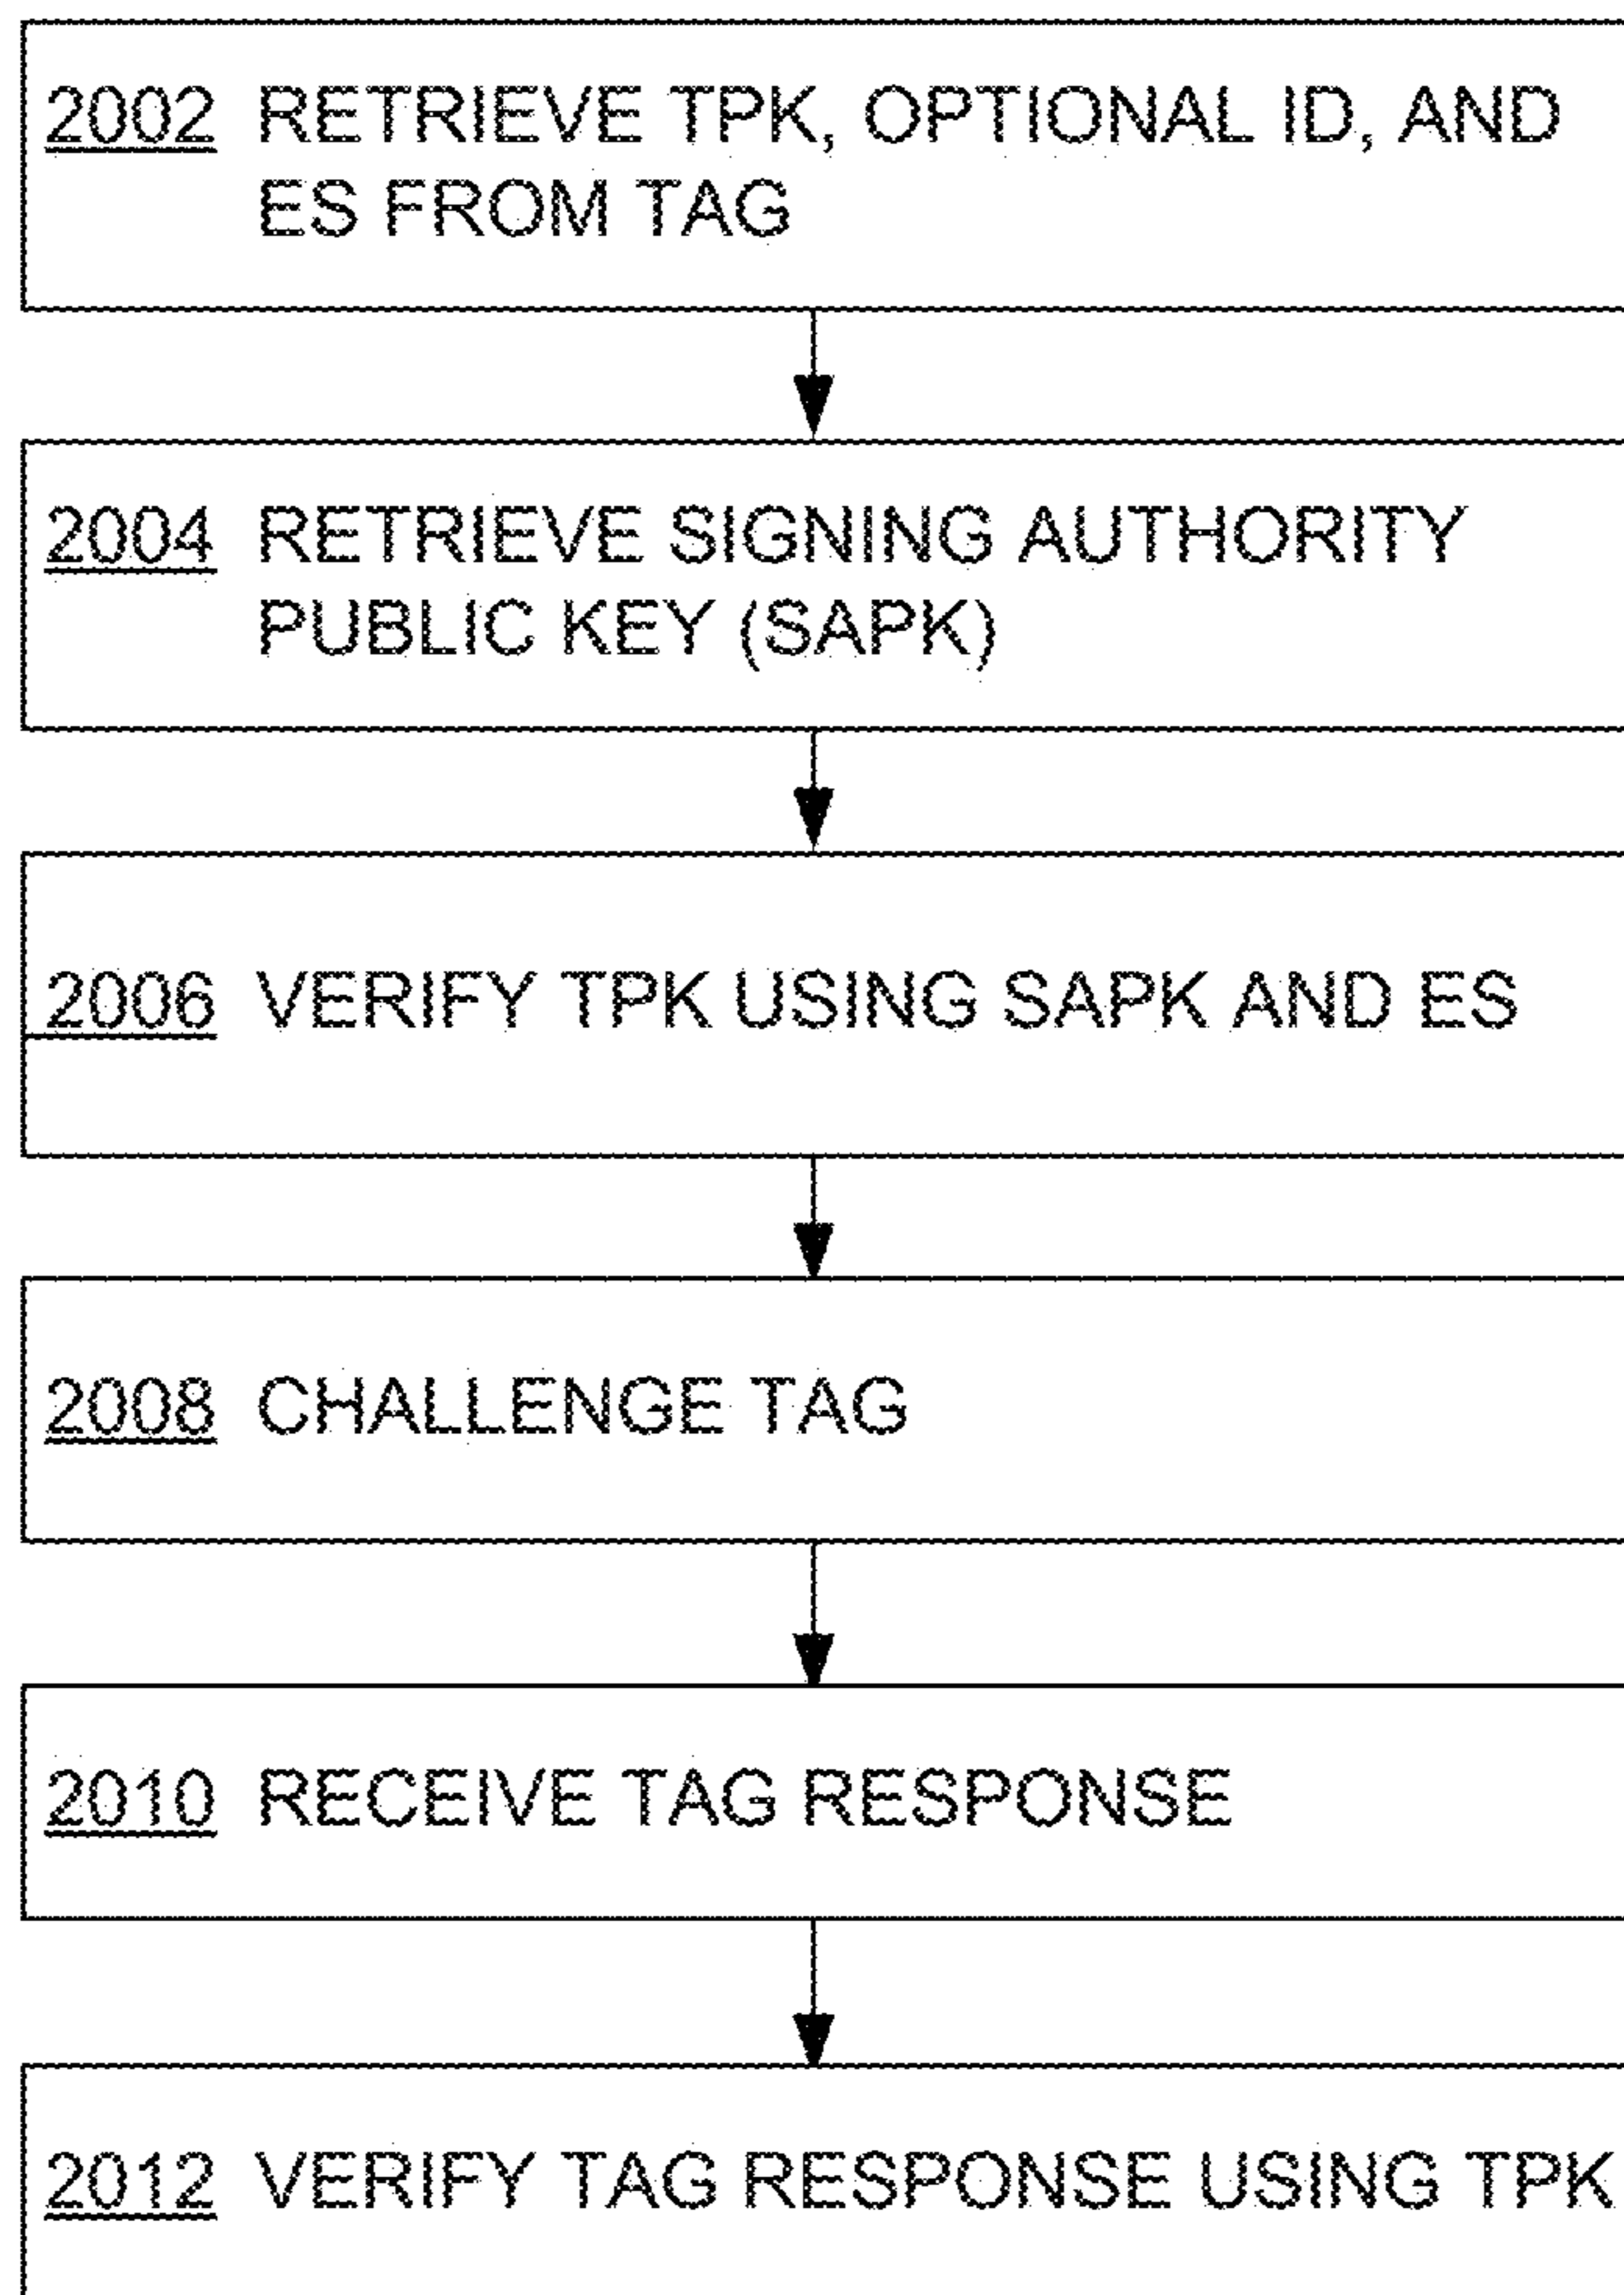 2002 RETRIEVE TPK, OPTIONAL ID, AND
ES FROM TAG
2004 RETRIEVE SIGNING AUTHORITY
PUBLIC KEY (SAPK)
2006 VERIFY TPK USING SAPK AND ES
2008 CHALLENGE TAG
2010 RECEIVE TAG RESPONSE
2012 VERIFY TAG RESPONSE USING TPK